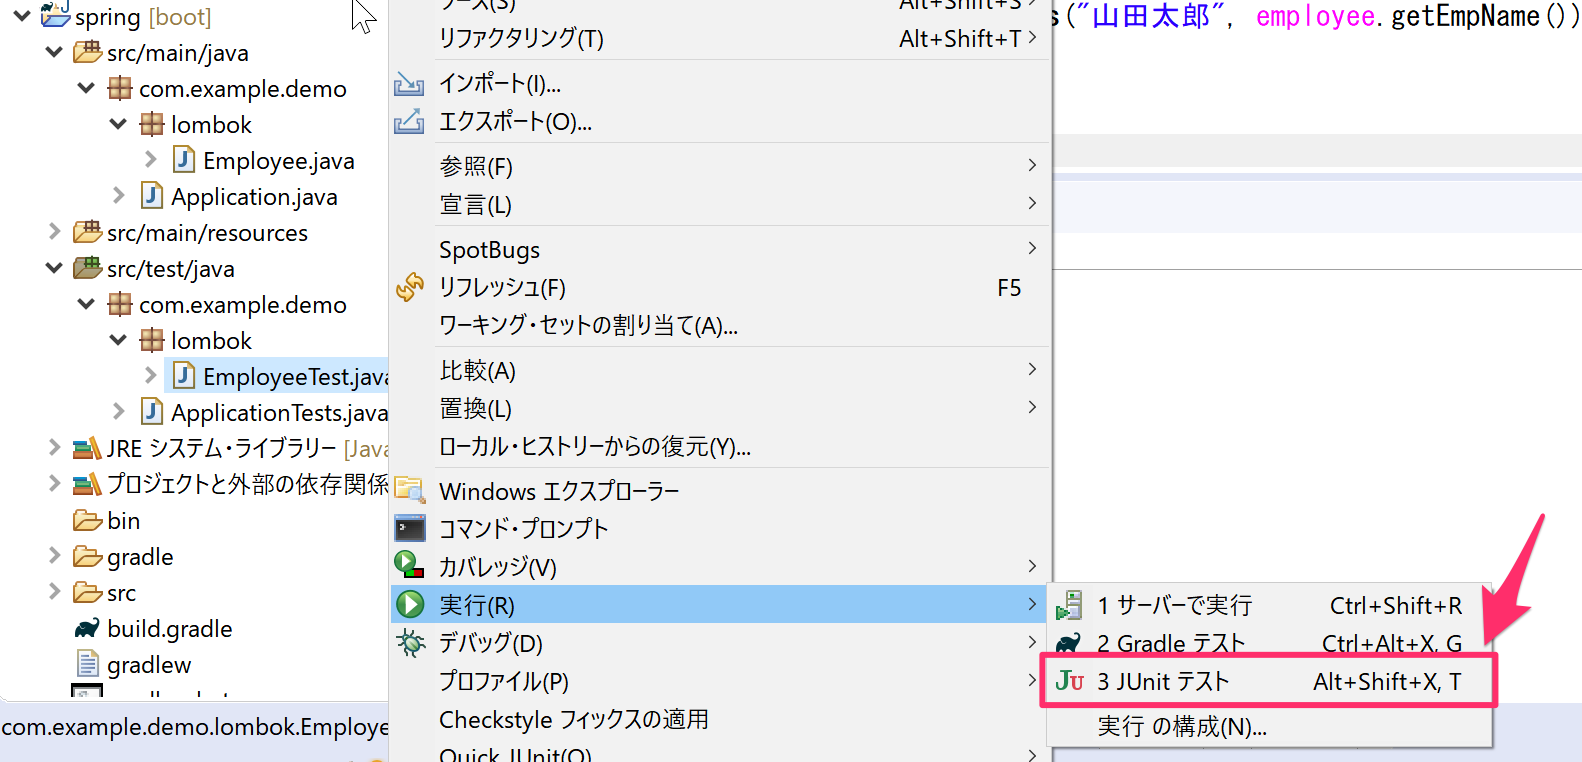 spring [boot]
src/main/java
com.example.demo
lombok
Employee.java
Application.java
src/main/resources
src/test/java
com.example.demo
lombok
EmployeeTest.java
ApplicationTests.java
JRE システム・ライブラリー [Java
プロジェクトと外部の依存関係
bin
gradle
src
build.gradle
gradlew
com.example.demo.lombok.Employe
ソース(S) Alt+Shift+S
リファクタリング(T) Alt+Shift+T
インポート(I)...
エクスポート(O)...
参照(F)
宣言(L)
SpotBugs
リフレッシュ(F) F5
ワーキング・セットの割り当て(A)...
比較(A)
置換(L)
ローカル・ヒストリーからの復元(Y)...
Windows エクスプローラー
コマンド・プロンプト
カバレッジ(V)
実行(R)
デバッグ(D)
プロファイル(P)
Checkstyle フィックスの適用
Quick JUnit(Q)
s("山田太郎", employee.getEmpName())
1 サーバーで実行 Ctrl+Shift+R
2 Gradle テスト Ctrl+Alt+X, G
3 JUnit テスト Alt+Shift+X, T
実行 の構成(N)...